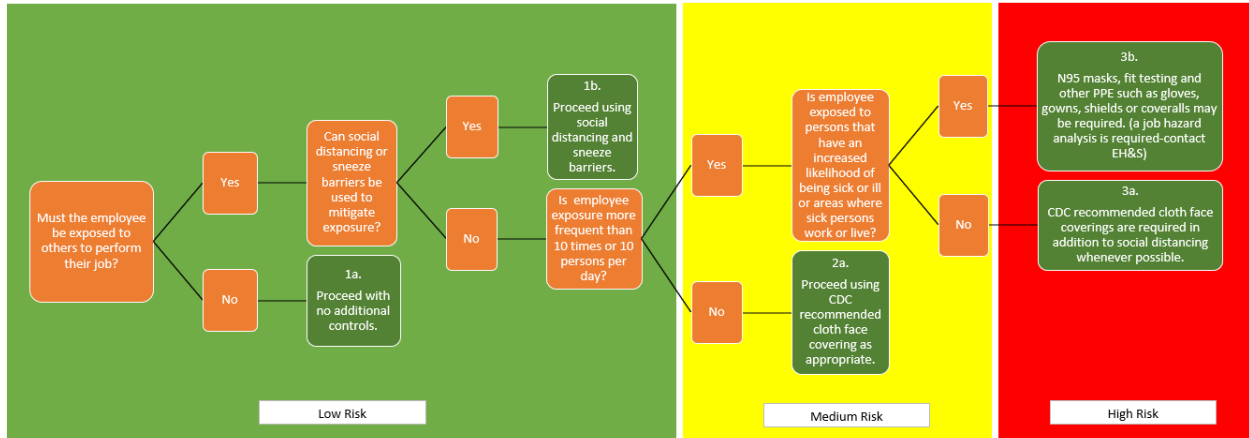 Must the employee
be exposed to
others to perform
their job?
Yes
No
Can social
distancing or
sneeze
barriers be
used to
mitigate
exposure?
1a.
Proceed with
no additional
controls.
Yes
No
1b.
Proceed using
social
distancing and
sneeze
barriers.
Is employee
exposure more
frequent than
10 times or 10
persons per
day?
Yes
No
Is employee
exposed to
persons that
have an
increased
likelihood of
being sick or ill
or areas where
sick persons
work or live?
2a.
Proceed using
CDC
recommended
cloth face
covering as
appropriate.
Yes
No
3b.
N95 masks, fit testing and
other PPE such as gloves,
gowns, shields or coveralls may
be required. (a job hazard
analysis is required-contact
EH&S)
3a.
CDC recommended cloth face
coverings are required in
addition to social distancing
whenever possible.
Low Risk
Medium Risk
High Risk